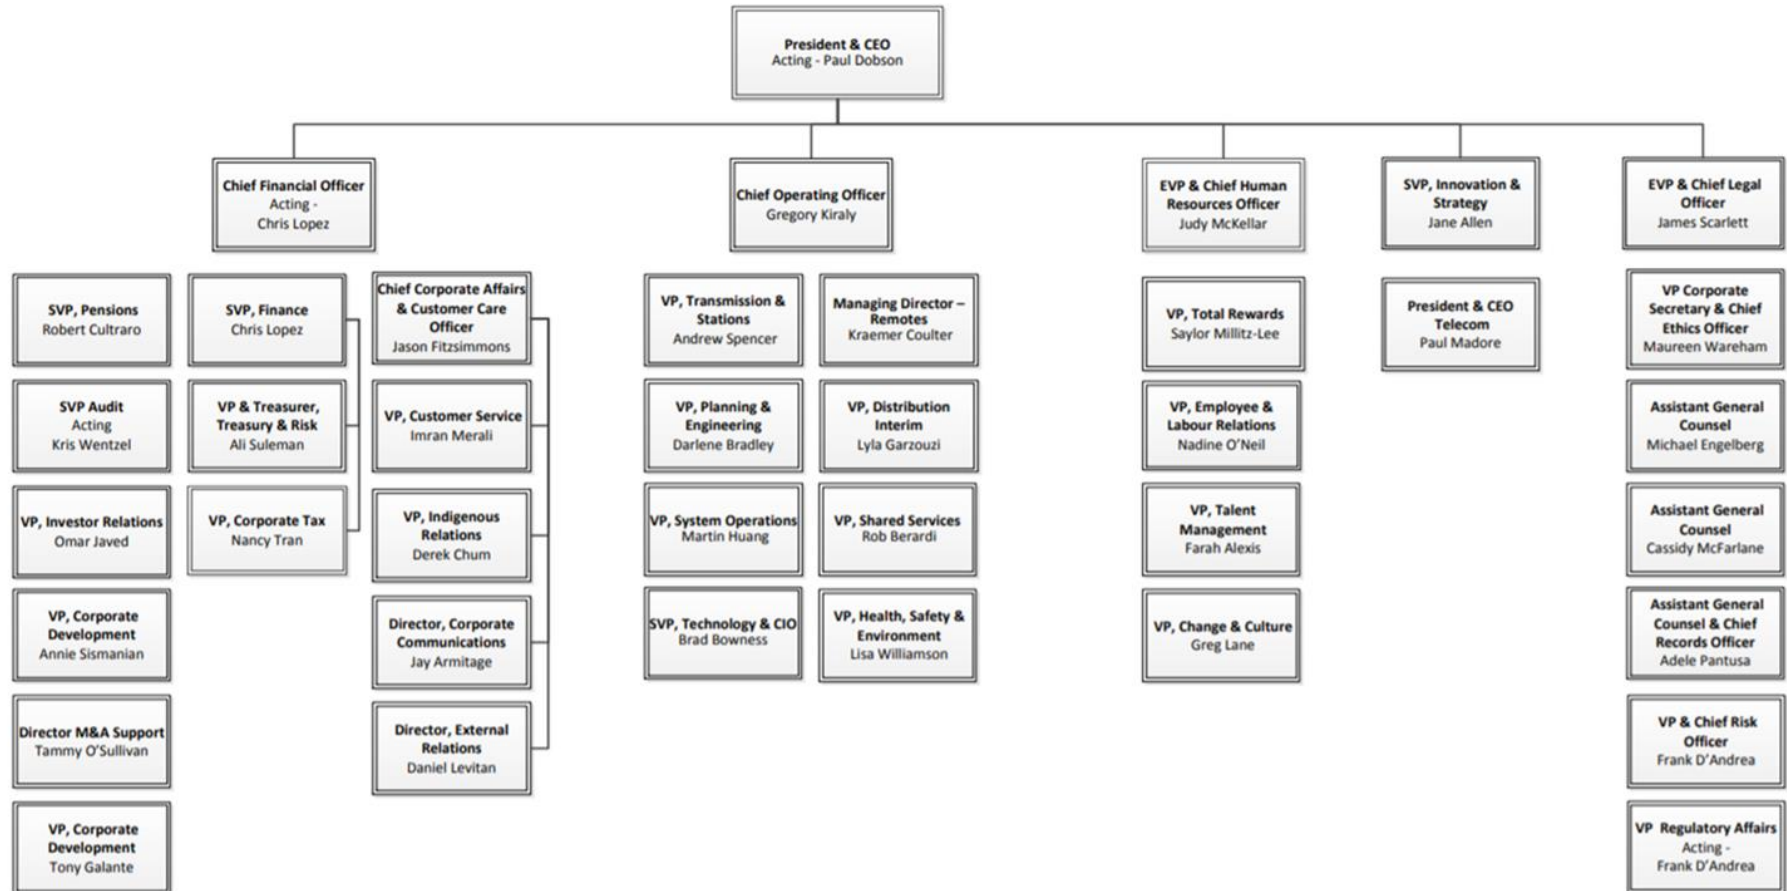 President & CEO
Acting - Paul Dobson
Chief Financial Officer
Acting -
Chris Lopez
Chief Operating Officer
Gregory Kiraly
EVP & Chief Human
Resources Officer
Judy McKellar
SVP, Innovation &
Strategy
Jane Allen
EVP & Chief Legal
Officer
James Scarlett
SVP, Pensions
Robert Cultraro
SVP Audit
Acting
Kris Wentzel
VP, Investor Relations
Omar Javed
VP, Corporate
Development
Annie Sismanian
Director M&A Support
Tammy O'Sullivan
VP, Corporate
Development
Tony Galante
SVP, Finance
Chris Lopez
VP & Treasurer,
Treasury & Risk
Ali Suleman
VP, Corporate Tax
Nancy Tran
Chief Corporate Affairs
& Customer Care
Officer
Jason Fitzsimmons
VP, Customer Service
Imran Merali
VP, Indigenous
Relations
Derek Chum
Director, Corporate
Communications
Jay Armitage
Director, External
Relations
Daniel Levitan
VP, Transmission &
Stations
Andrew Spencer
VP, Planning &
Engineering
Darlene Bradley
VP, System Operations
Martin Huang
SVP, Technology & CIO
Brad Bowness
Managing Director –
Remotes
Kraemer Coulter
VP, Distribution
Interim
Lyla Garzouzi
VP, Shared Services
Rob Berardi
VP, Health, Safety &
Environment
Lisa Williamson
VP, Total Rewards
Saylor Millitz-Lee
VP, Employee &
Labour Relations
Nadine O'Neil
VP, Talent
Management
Farah Alexis
VP, Change & Culture
Greg Lane
President & CEO
Telecom
Paul Madore
VP Corporate
Secretary & Chief
Ethics Officer
Maureen Wareham
Assistant General
Counsel
Michael Engelberg
Assistant General
Counsel
Cassidy McFarlane
Assistant General
Counsel & Chief
Records Officer
Adele Pantusa
VP & Chief Risk
Officer
Frank D'Andrea
VP Regulatory Affairs
Acting -
Frank D'Andrea